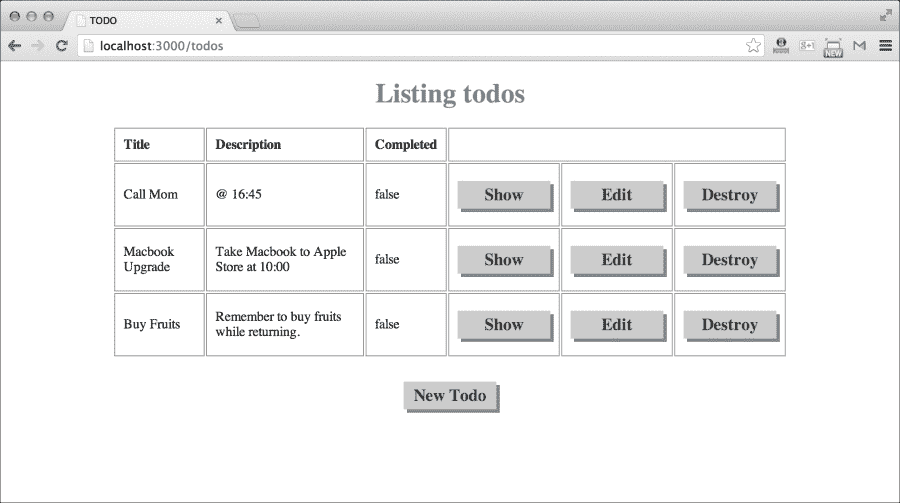 TODO
localhost:3000/todos
g+1
NEW
Listing todos
Title Description Completed
Call Mom @ 16:45 false Show Edit Destroy
Macbook
Upgrade
Take Macbook to Apple
Store at 10:00
false Show Edit Destroy
Buy Fruits
Remember to buy fruits
while returning.
false Show Edit Destroy
New Todo